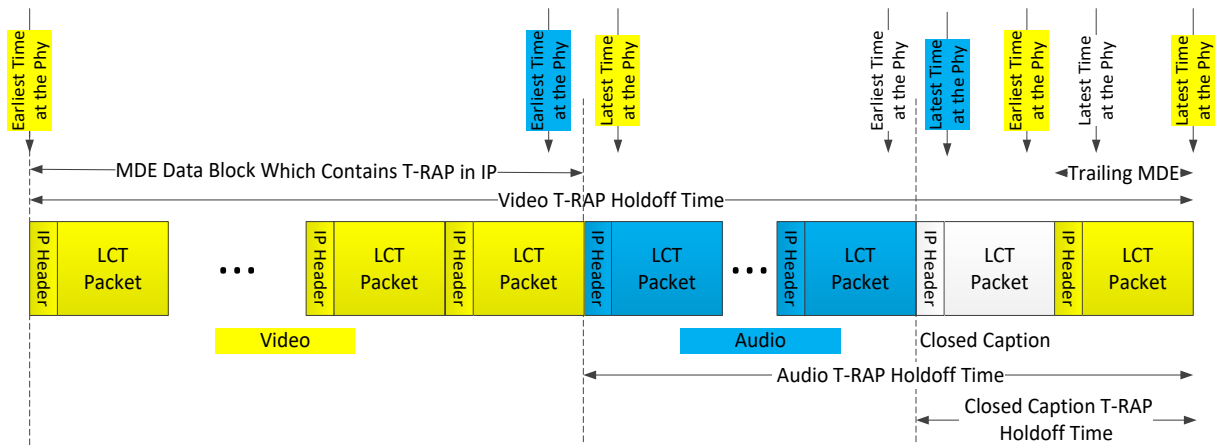 Earliest Time
at the Phy
Earliest Time
at the Phy
Latest Time
at the Phy
Earliest Time
at the Phy
Latest Time
at the Phy
Earliest Time
at the Phy
Latest Time
at the Phy
Latest Time
at the Phy
MDE Data Block Which Contains T-RAP in IP
Trailing MDE
Video T-RAP Holdoff Time
IP Header
LCT
Packet
...
IP Header
LCT
Packet
IP Header
LCT
Packet
IP Header
LCT
Packet
...
IP Header
LCT
Packet
IP Header
LCT
Packet
IP Header
LCT
Packet
Video
Audio
Closed Caption
Audio T-RAP Holdoff Time
Closed Caption T-RAP
Holdoff Time